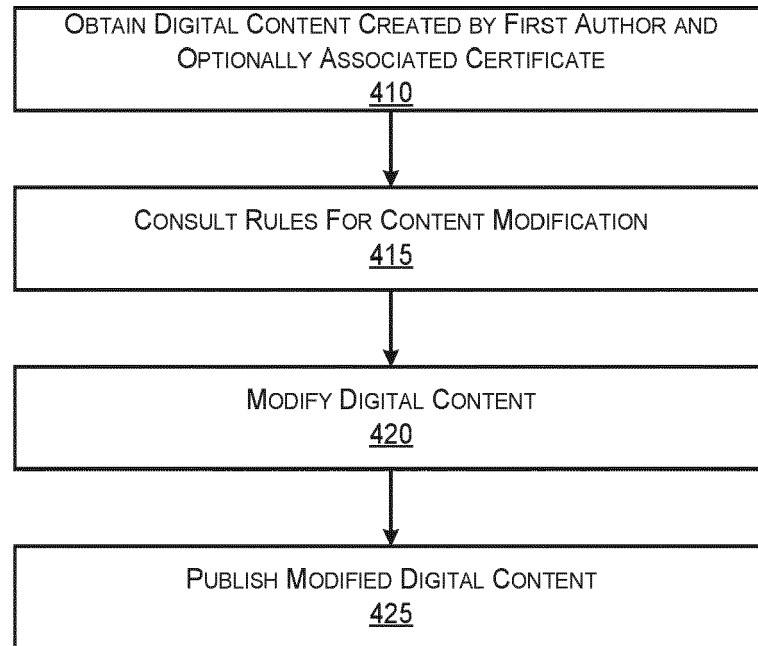 OBTAIN DIGITAL CONTENT CREATED BY FIRST AUTHOR AND
OPTIONALLY ASSOCIATED CERTIFICATE
410
CONSULT RULES FOR CONTENT MODIFICATION
415
MODIFY DIGITAL CONTENT
420
PUBLISH MODIFIED DIGITAL CONTENT
425